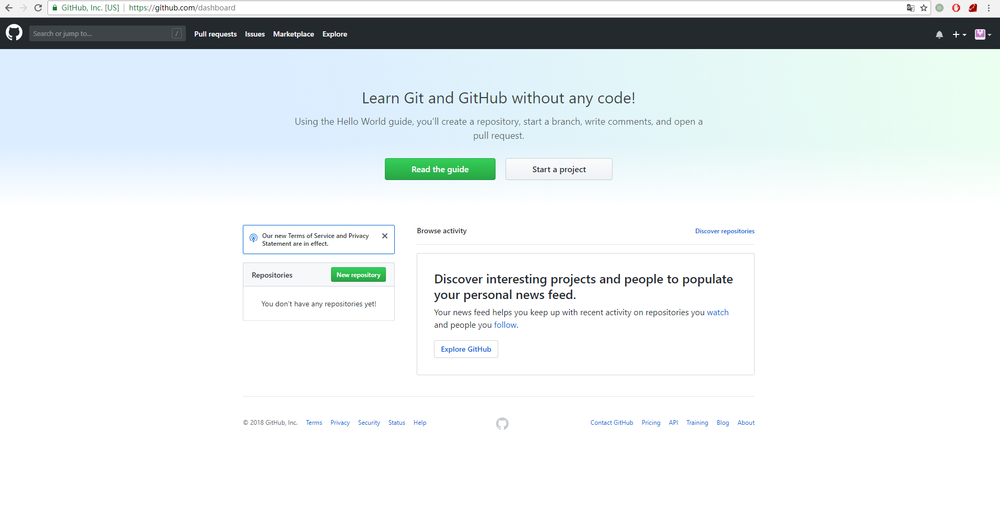 GitHub, Inc. [US] https://github.com/dashboard
Search or jump to... /
Pull requests Issues Marketplace Explore
Learn Git and GitHub without any code!
Using the Hello World guide, you’ll create a repository, start a branch, write comments, and open a
pull request.
Read the guide
Start a project
Our new Terms of Service and Privacy
Statement are in effect.
Repositories New repository
You don’t have any repositories yet!
Browse activity Discover repositories
Discover interesting projects and people to populate
your personal news feed.
Your news feed helps you keep up with recent activity on repositories you watch
and people you follow.
Explore GitHub
© 2018 GitHub, Inc. Terms Privacy Security Status Help Contact GitHub Pricing API Training Blog About